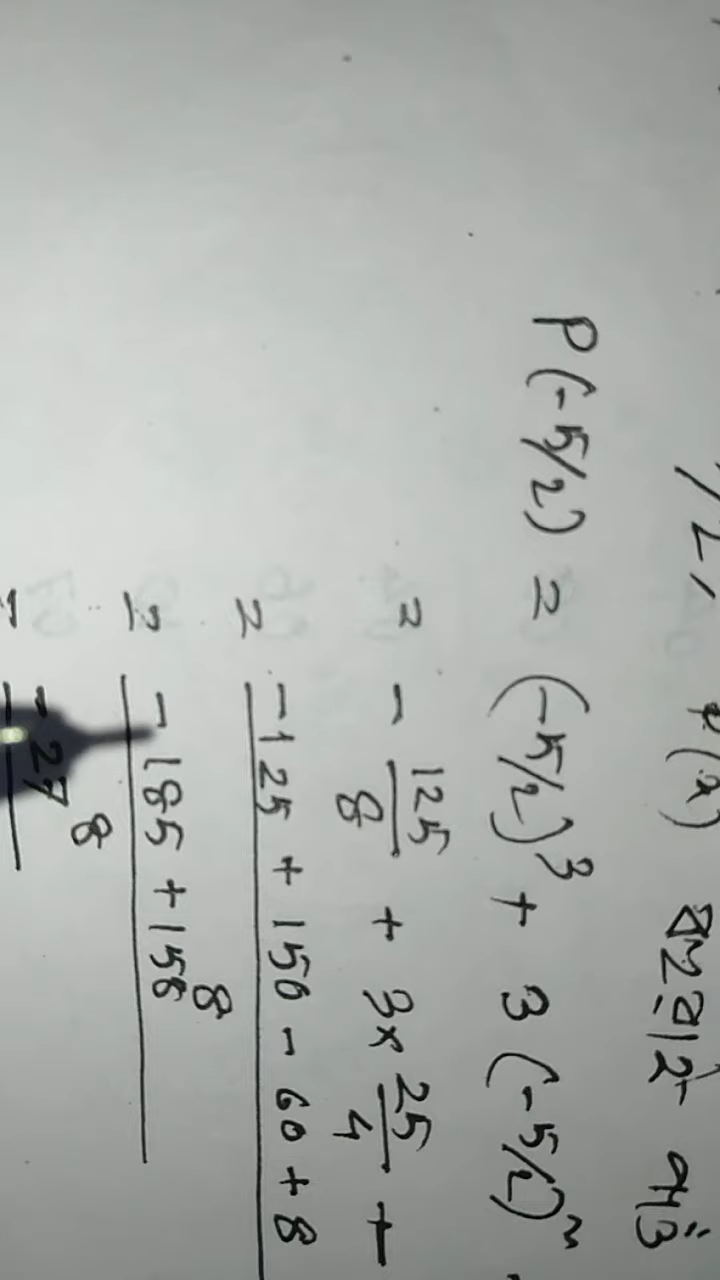 P(x)
P(-5/2) = (-5/2)³ + 3(-5/2)²
= - 125/8 + 3 × 25/4 +
= -125 + 150 - 60 + 8 / 8
= -185 + 158 / 8
= -27